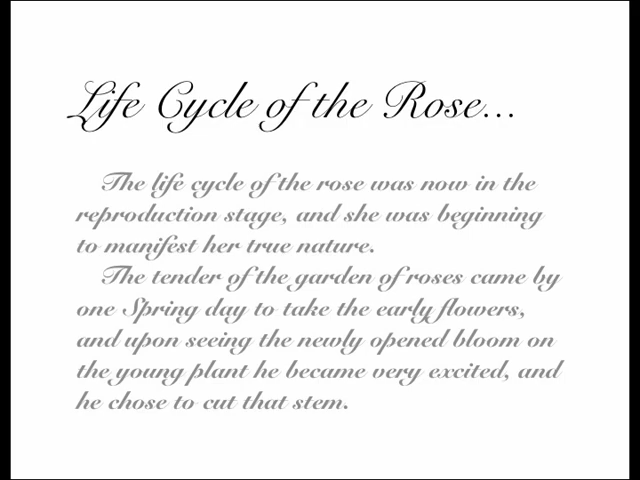 Life Cycle of the Rose...
The life cycle of the rose was now in the
reproduction stage, and she was beginning
to manifest her true nature.
The tender of the garden of roses came by
one Spring day to take the early flowers,
and upon seeing the newly opened bloom on
the young plant he became very excited, and
he chose to cut that stem.